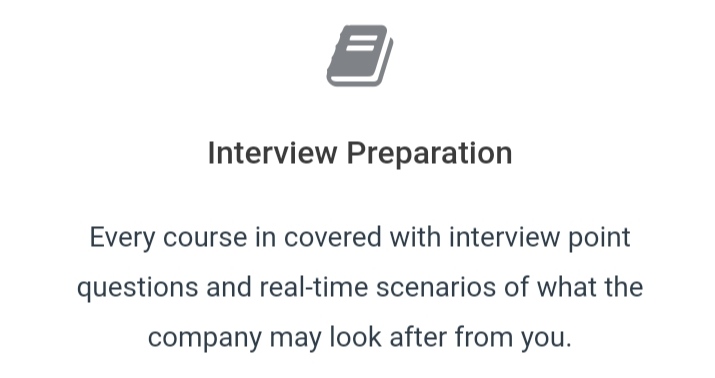 Interview Preparation
Every course in covered with interview point
questions and real-time scenarios of what the
company may look after from you.